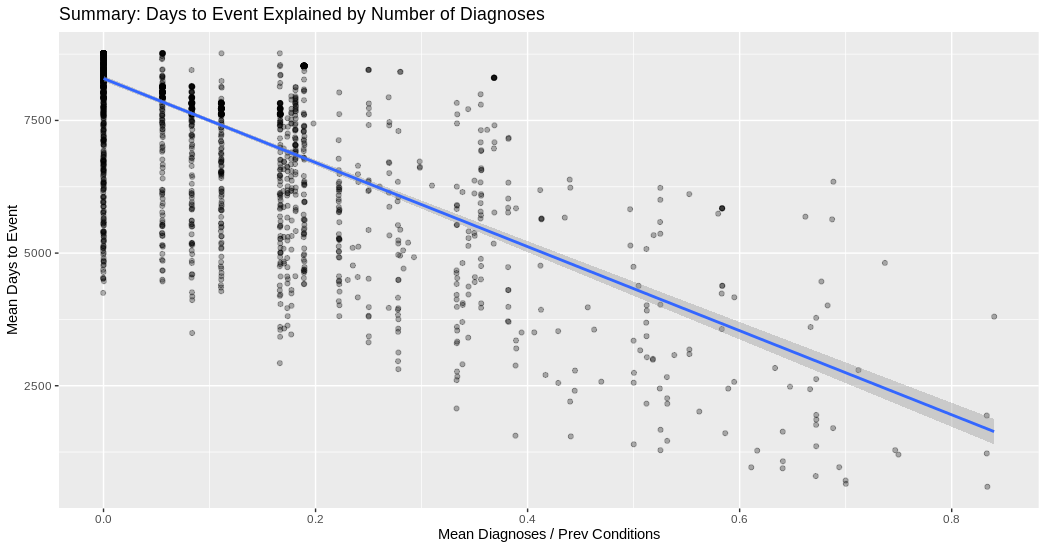 Summary: Days to Event Explained by Number of Diagnoses
Mean Days to Event
7500
5000
2500
0.0 0.2 0.4 0.6 0.8
Mean Diagnoses / Prev Conditions